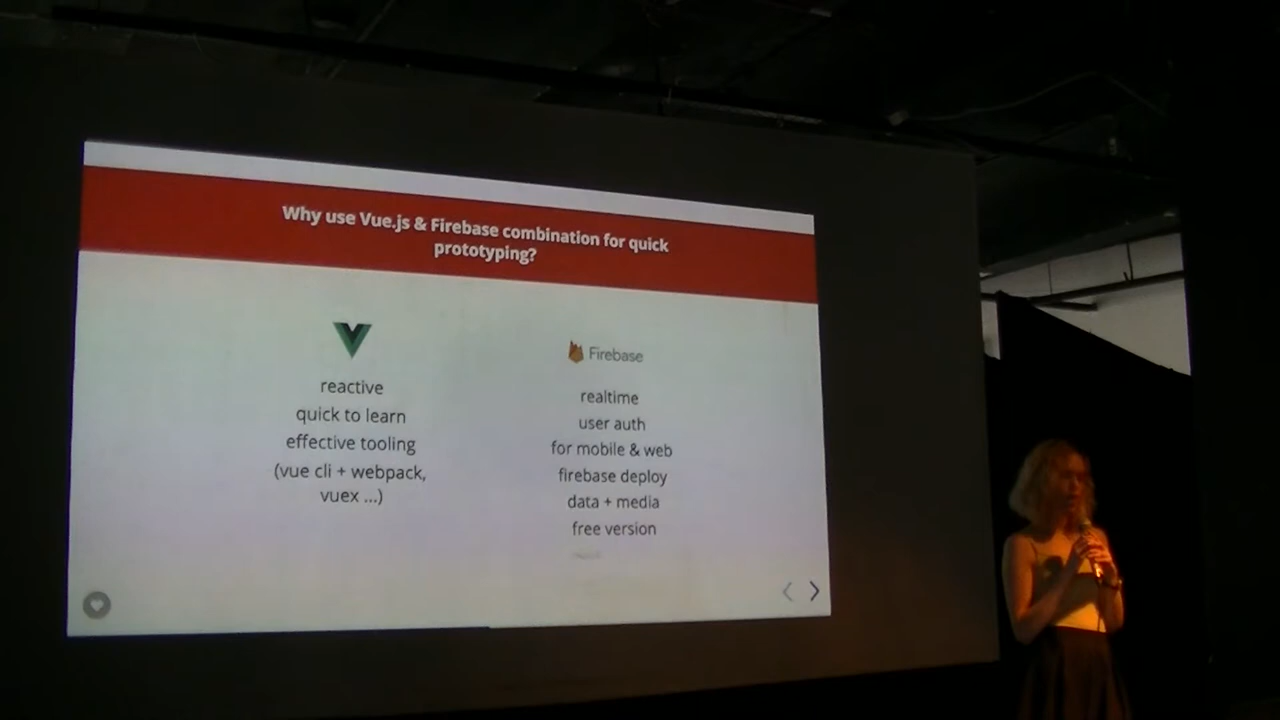 Why use Vue.js & Firebase combination for quick
prototyping?
reactive
quick to learn
effective tooling
(vue cli + webpack,
vuex ...)
Firebase
realtime
user auth
for mobile & web
firebase deploy
data + media
free version